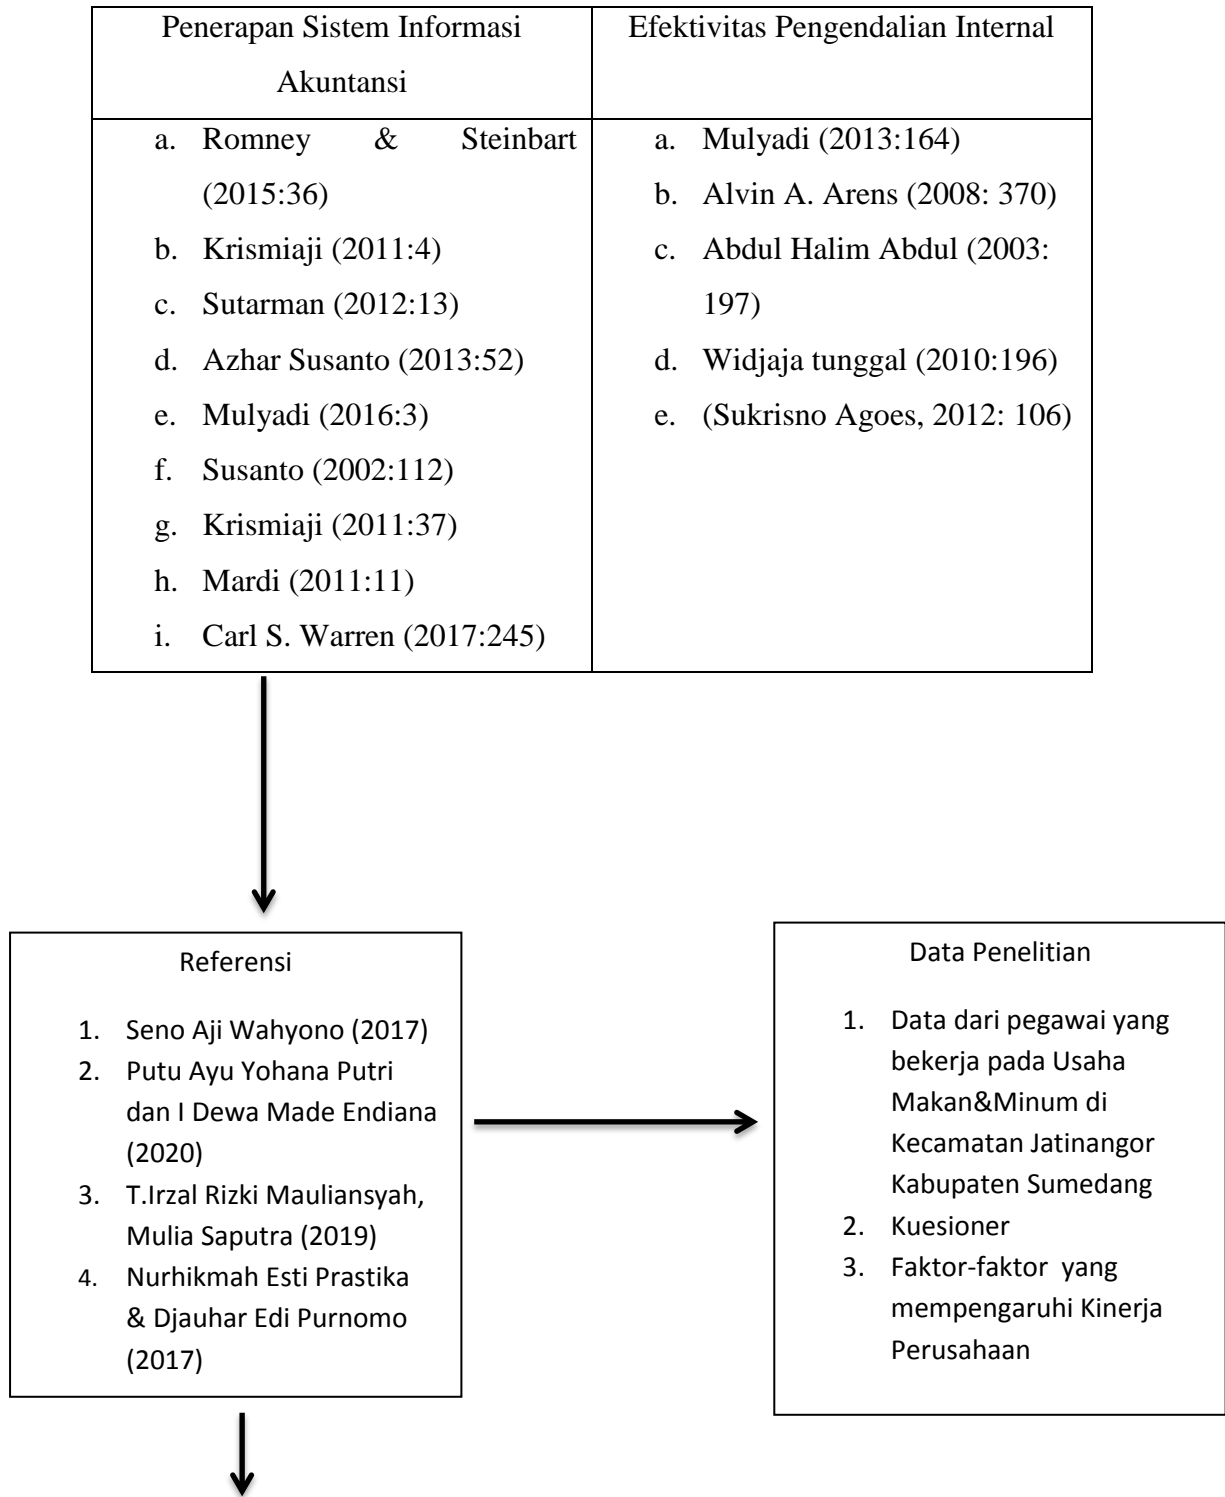 Penerapan Sistem Informasi
Akuntansi
Efektivitas Pengendalian Internal
a. Romney & Steinbart
(2015:36)
b. Krismiaji (2011:4)
c. Sutarman (2012:13)
d. Azhar Susanto (2013:52)
e. Mulyadi (2016:3)
f. Susanto (2002:112)
g. Krismiaji (2011:37)
h. Mardi (2011:11)
i. Carl S. Warren (2017:245)
a. Mulyadi (2013:164)
b. Alvin A. Arens (2008: 370)
c. Abdul Halim Abdul (2003:
197)
d. Widjaja tunggal (2010:196)
e. (Sukrisno Agoes, 2012: 106)
Referensi
1. Seno Aji Wahyono (2017)
2. Putu Ayu Yohana Putri
dan I Dewa Made Endiana
(2020)
3. T.Irzal Rizki Mauliansyah,
Mulia Saputra (2019)
4. Nurhikmah Esti Prastika
& Djauhar Edi Purnomo
(2017)
Data Penelitian
1. Data dari pegawai yang
bekerja pada Usaha
Makan&Minum di
Kecamatan Jatinangor
Kabupaten Sumedang
2. Kuesioner
3. Faktor-faktor yang
mempengaruhi Kinerja
Perusahaan